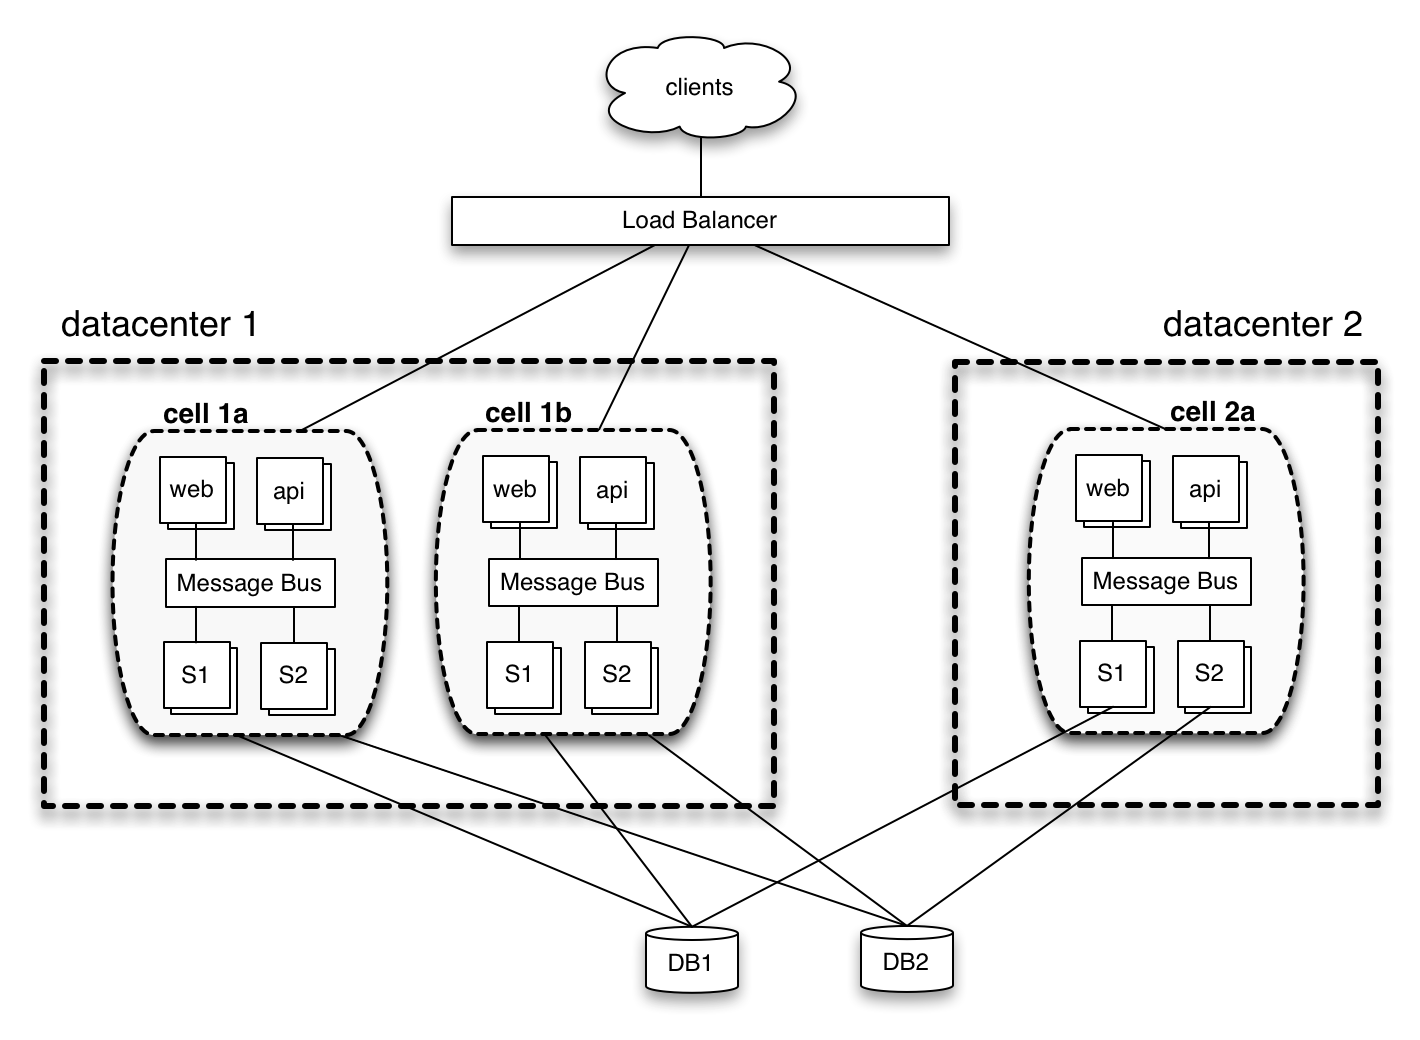 clients
Load Balancer
datacenter 1
datacenter 2
cell 1a
cell 1b
cell 2a
web
api
web
api
web
api
Message Bus
Message Bus
Message Bus
S1
S2
S1
S2
S1
S2
DB1
DB2